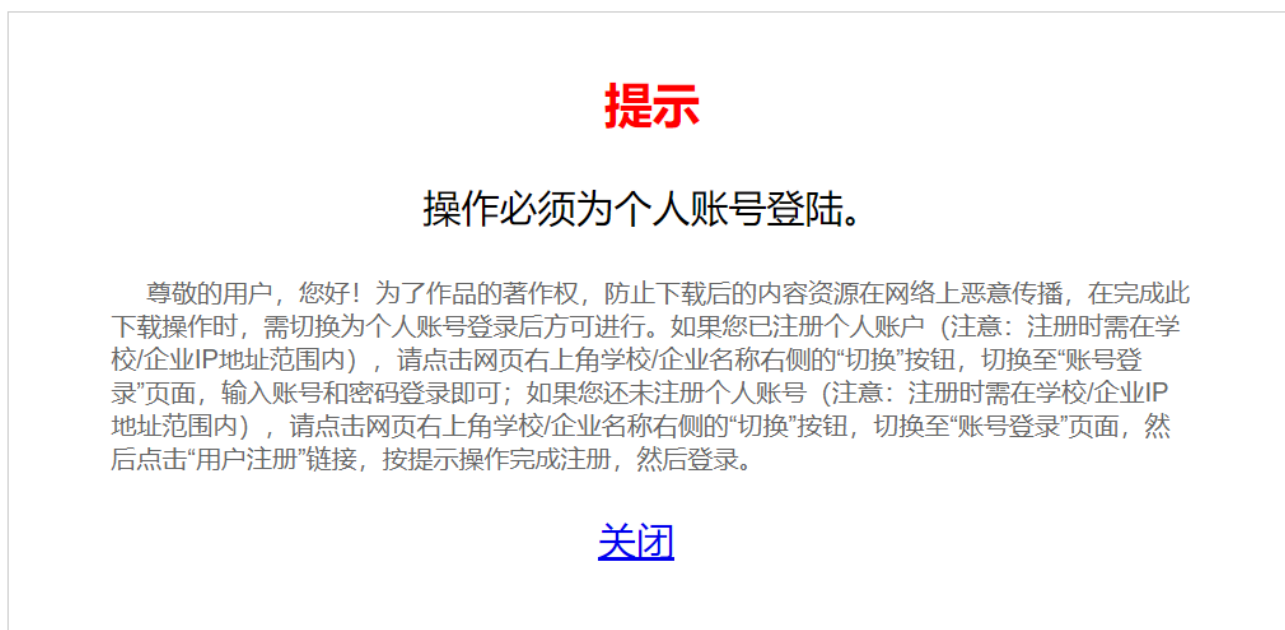 提示
操作必须为个人账号登陆。
尊敬的用户，您好！为了作品的著作权，防止下载后的内容资源在网络上恶意传播，在完成此
下载操作时，需切换为个人账号登录后方可进行。如果您已注册个人账户（注意：注册时需在学
校/企业IP地址范围内），请点击网页右上角学校/企业名称右侧的“切换”按钮，切换至“账号登
录”页面，输入账号和密码登录即可；如果您还未注册个人账号（注意：注册时需在学校/企业IP
地址范围内），请点击网页右上角学校/企业名称右侧的“切换”按钮，切换至“账号登录”页面，然
后点击“用户注册”链接，按提示操作完成注册，然后登录。
关闭